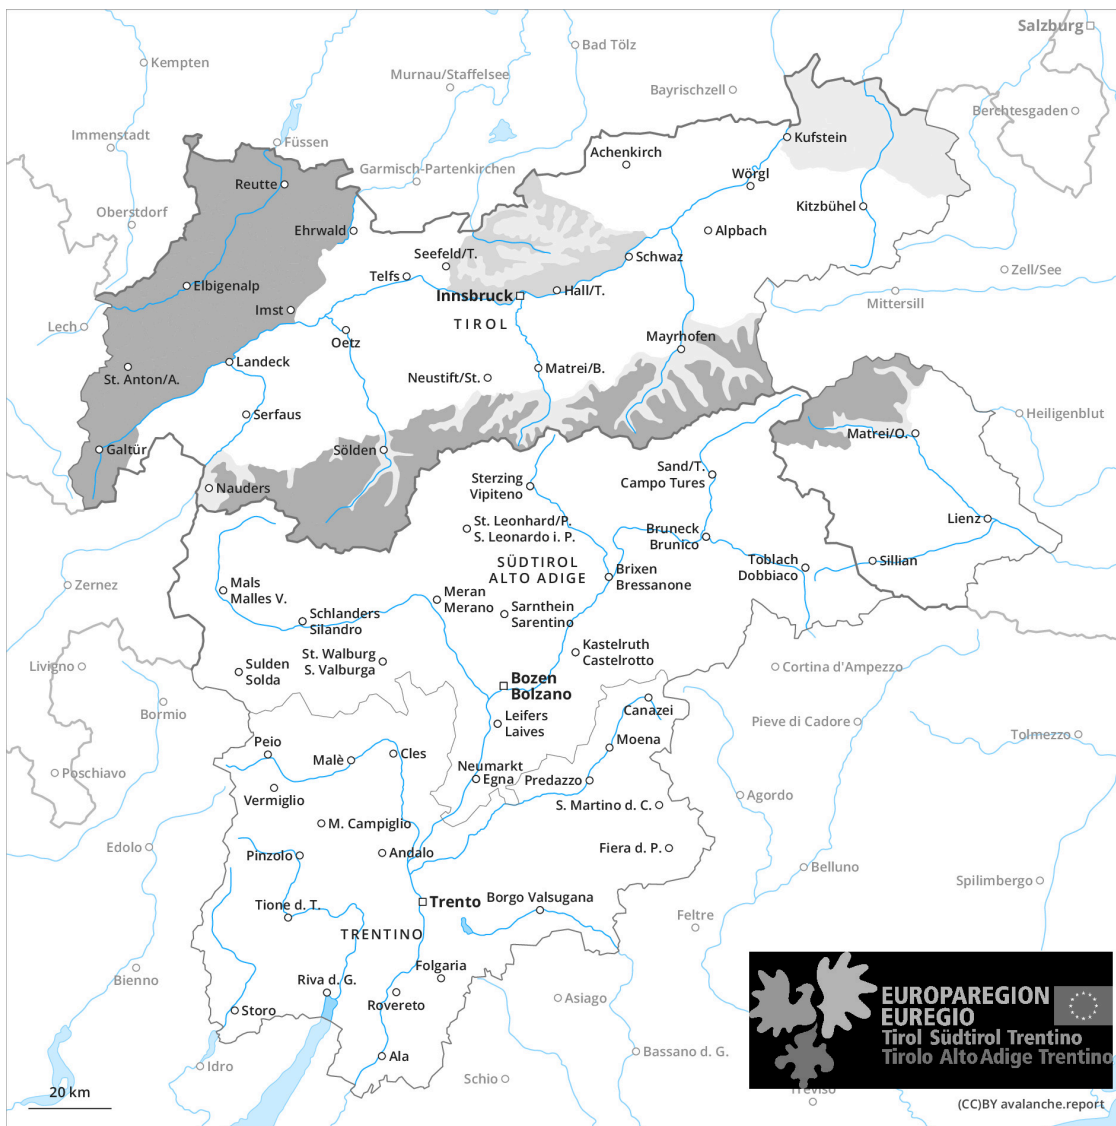 Salzburg
Bad Tölz
Kempten
Murnau/Staffelsee
Bayrischzell
Berchtesgaden
Immenstadt
Füssen
Kufstein
Achenkirch
Garmisch-Partenkirchen
Wörgl
Reutte
Oberstdorf
Kitzbühel
Ehrwald
Alpbach
Seefeld/T.
Schwaz
Zell/See
Telfs
Elbigenalp
Hall/T.
Innsbruck
Mittersill
Imst
TIROL
Lech
Oetz
Mayrhofen
Landeck
Matrei/B.
St. Anton/A.
Neustift/St.
Serfaus
Heiligenblut
Matrei/O.
Galtür
Sölden
Sand/T.
Campo Tures
Sterzing
Vipiteno
Nauders
Lienz
St. Leonhard/P.
S. Leonardo i. P.
Bruneck
Brunico
SÜDTIROL
ALTO ADIGE
Toblach
Dobbiaco
Sillian
Brixen
Bressanone
Zernez
Mals
Malles V.
Meran
Merano
Sarnthein
Sarentino
Schlanders
Silandro
Kastelruth
Castelrotto
St. Walburg
S. Valburga
Livigno
Sulden
Solda
Cortina d'Ampezzo
Bozen
Bolzano
Canazei
Bormio
Leifers
Laives
Pieve di Cadore
Tolmezzo
Moena
Peio
Malè
Cles
Neumarkt
Egna
Predazzo
Poschiavo
Vermiglio
Agordo
S. Martino d. C.
M. Campiglio
Edolo
Fiera d. P.
Pinzolo
Andalo
Belluno
Spilimbergo
Borgo Valsugana
Trento
Tione d. T.
Feltre
TRENTINO
Folgaria
Bienno
Riva d. G.
Asiago
Rovereto
Storo
EUROPAREGION
EUREGIO
Tirol Südtirol Trentino
Tirolo Alto Adige Trentino
Ala
Bassano d. G.
Idro
Schio
Treviso
20 km
(CC)BY avalanche.report